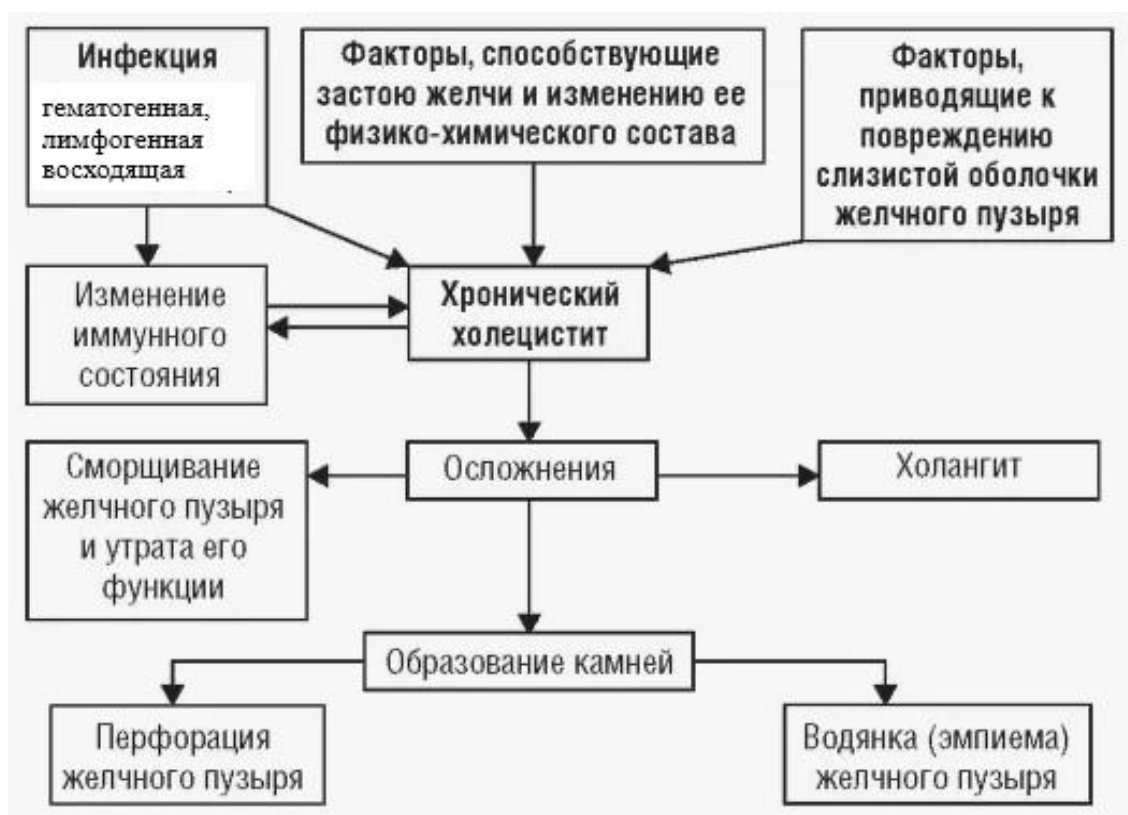 Инфекция
гематогенная,
лимфогенная
восходящая
Факторы, способствующие
застою желчи и изменению ее
физико-химического состава
Факторы,
приводящие к
повреждению
слизистой оболочки
желчного пузыря
Изменение
иммунного
состояния
Хронический
холецистит
Сморщивание
желчного пузыря
и утрата его
функции
Осложнения
Холангит
Образование камней
Перфорация
желчного пузыря
Водянка (эмпиема)
желчного пузыря